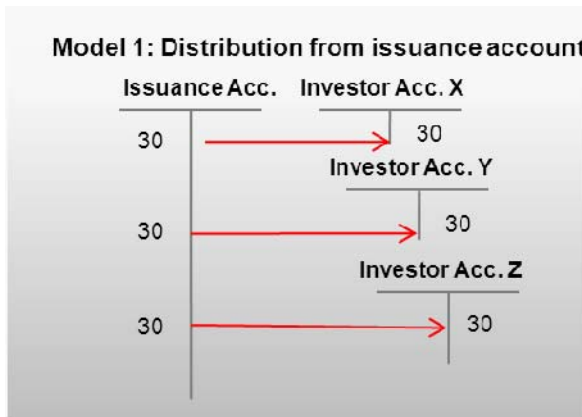 Model 1: Distribution from issuance account
Issuance Acc. Investor Acc. X
30 30
Investor Acc. Y
30 30
Investor Acc. Z
30 30